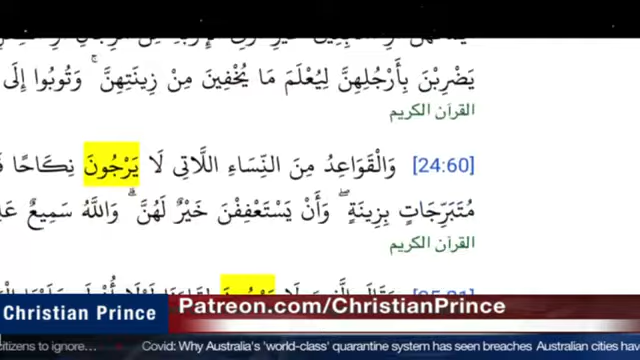 يَضْرِبْنَ بِأَرْجُلِهِنَّ لِيُعْلَمَ مَا يُخْفِينَ مِنْ زِينَتِهِنَّ ۚ وَتُوبُوا إِلَى
القرآن الكريم
[24:60] وَالْقَوَاعِدُ مِنَ النِّسَاءِ اللَّاتِي لَا يَرْجُونَ نِكَاحًا
مُتَبَرِّجَاتٍ بِزِينَةٍ ۖ وَأَنْ يَسْتَعْفِفْنَ خَيْرٌ لَهُنَّ ۗ وَاللَّهُ سَمِيعٌ
القرآن الكريم
Christian Prince
Patreon.com/ChristianPrince
citizens to ignore...
Covid: Why Australia's 'world-class' quarantine system has seen breaches
Australian cities